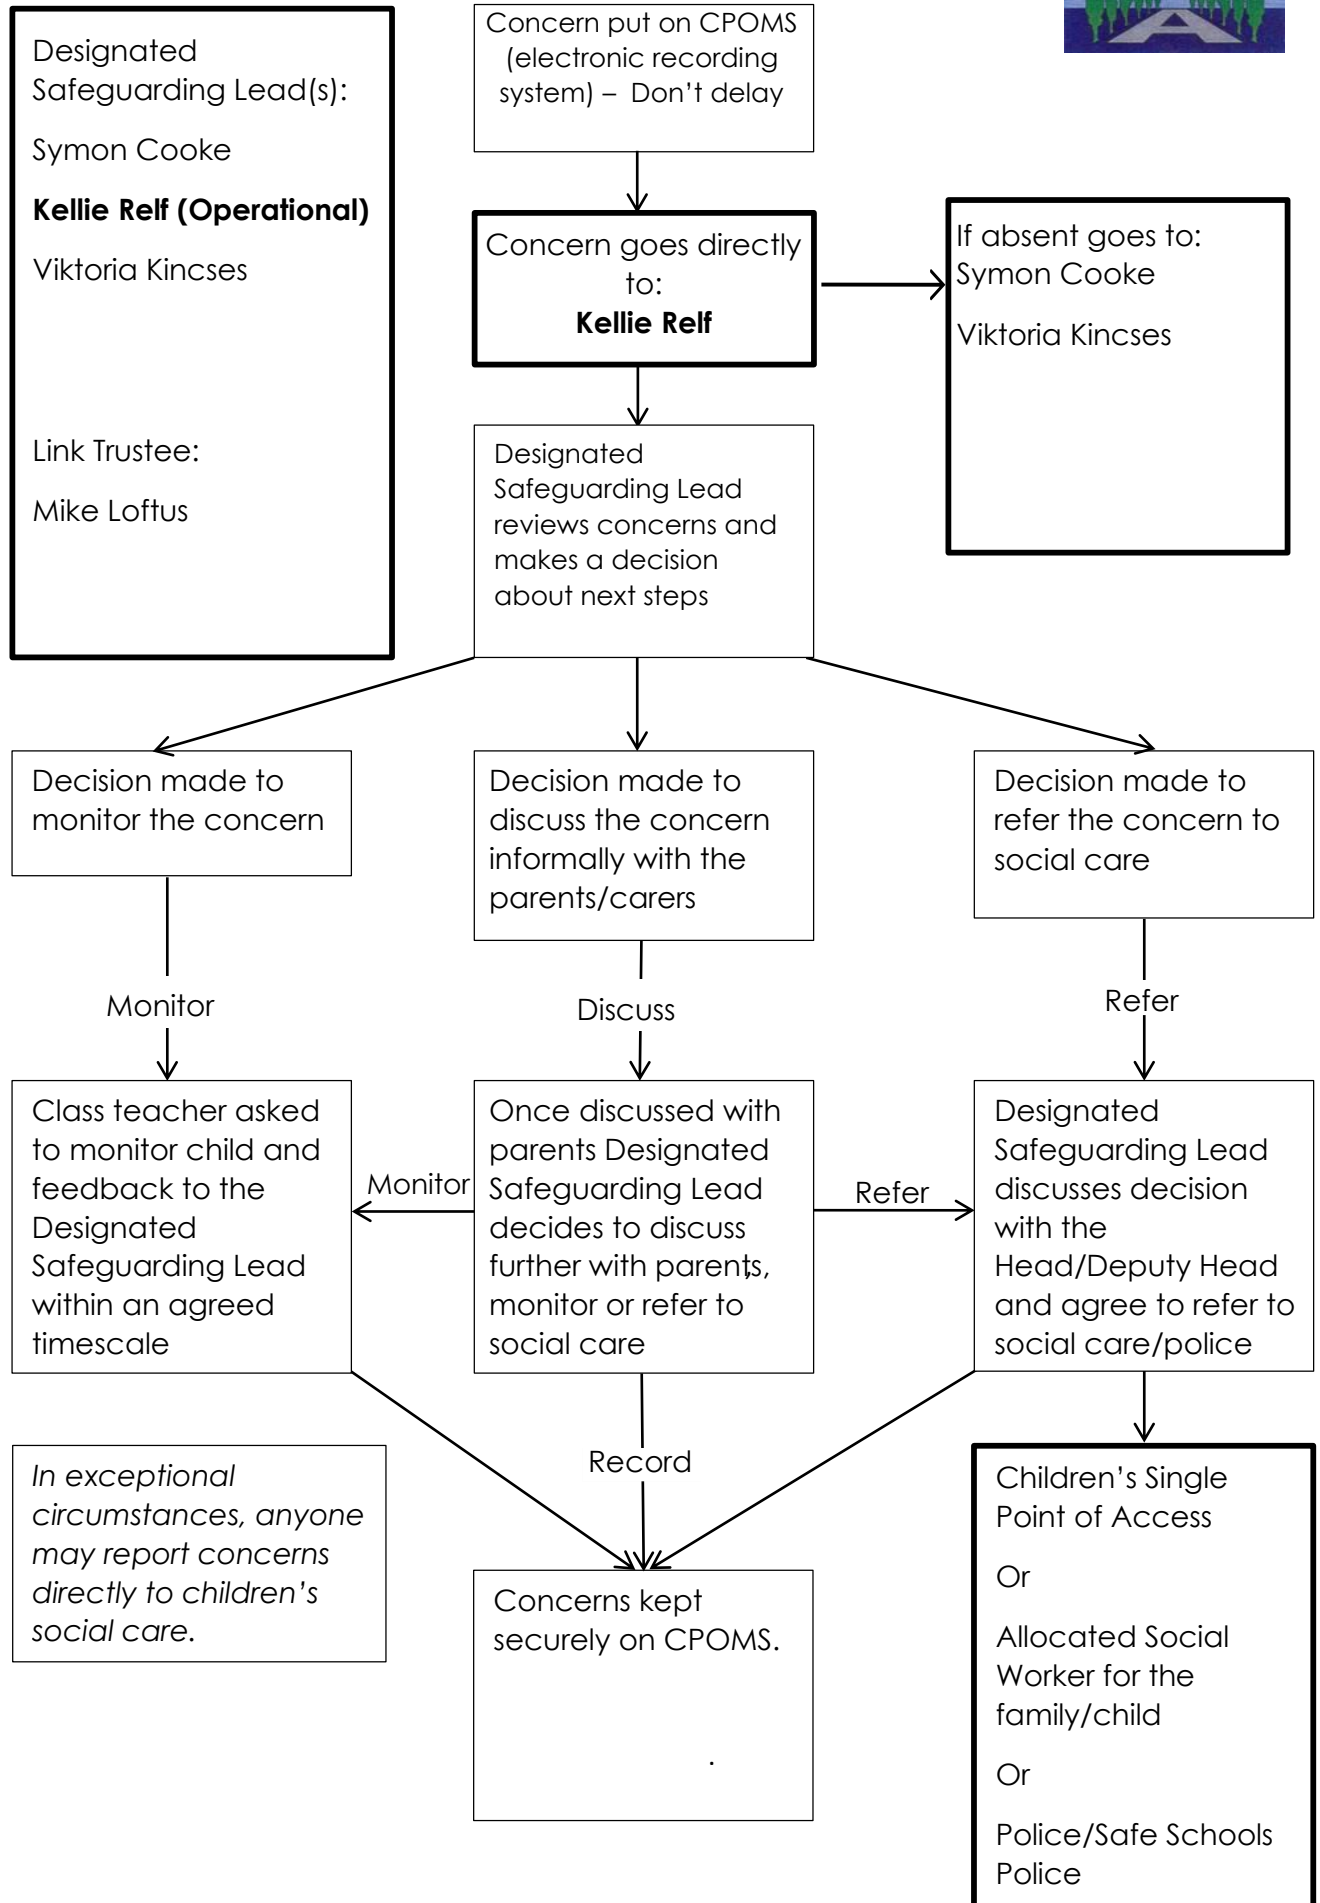 Designated
Safeguarding Lead(s):
Symon Cooke
Kellie Relf (Operational)
Viktoria Kincses
Link Trustee:
Mike Loftus
Concern put on CPOMS
(electronic recording
system) – Don't delay
Concern goes directly
to:
Kellie Relf
If absent goes to:
Symon Cooke
Viktoria Kincses
Designated
Safeguarding Lead
reviews concerns and
makes a decision
about next steps
Decision made to
monitor the concern
Decision made to
discuss the concern
informally with the
parents/carers
Decision made to
refer the concern to
social care
Monitor
Discuss
Refer
Class teacher asked
to monitor child and
feedback to the
Designated
Safeguarding Lead
within an agreed
timescale
Monitor
Once discussed with
parents Designated
Safeguarding Lead
decides to discuss
further with parents,
monitor or refer to
social care
Refer
Designated
Safeguarding Lead
discusses decision
with the
Head/Deputy Head
and agree to refer to
social care/police
In exceptional
circumstances, anyone
may report concerns
directly to children's
social care.
Record
Concerns kept
securely on CPOMS.
.
Children's Single
Point of Access
Or
Allocated Social
Worker for the
family/child
Or
Police/Safe Schools
Police